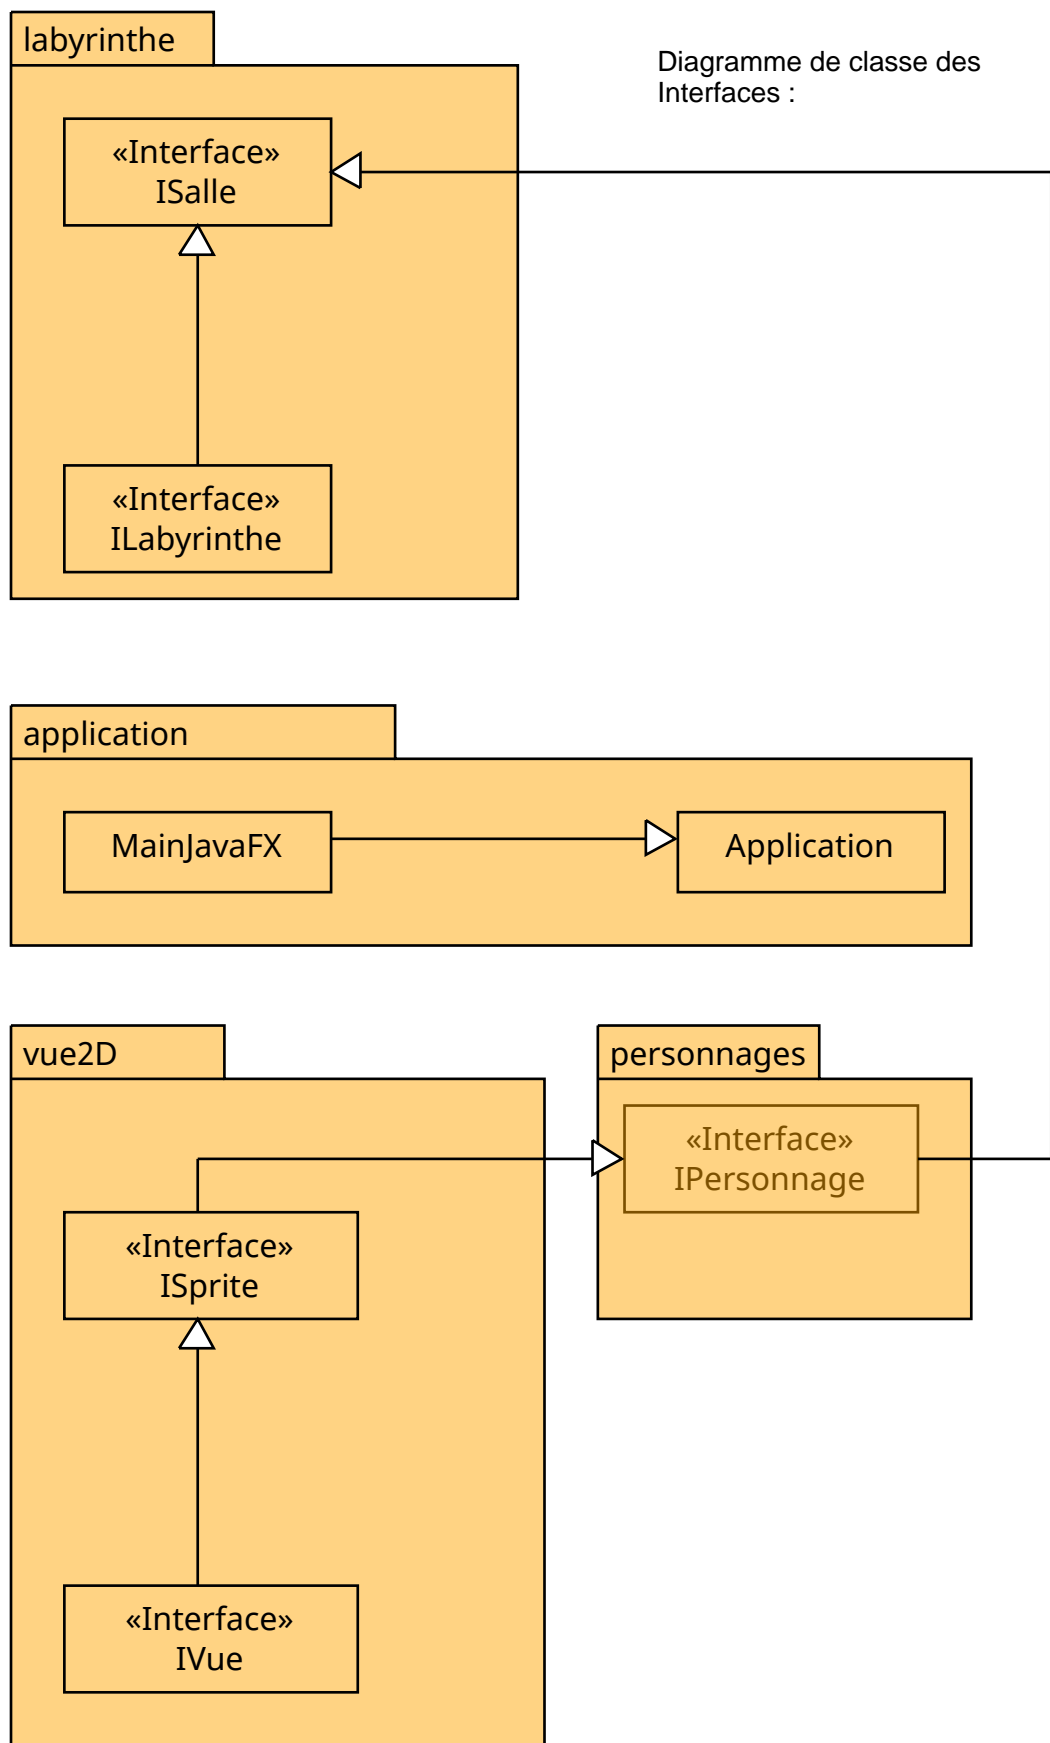 labyrinthe
Diagramme de classe des
Interfaces :
«Interface»
ISalle
«Interface»
ILabyrinthe
application
MainJavaFX
Application
vue2D
personnages
«Interface»
IPersonnage
«Interface»
ISprite
«Interface»
IVue